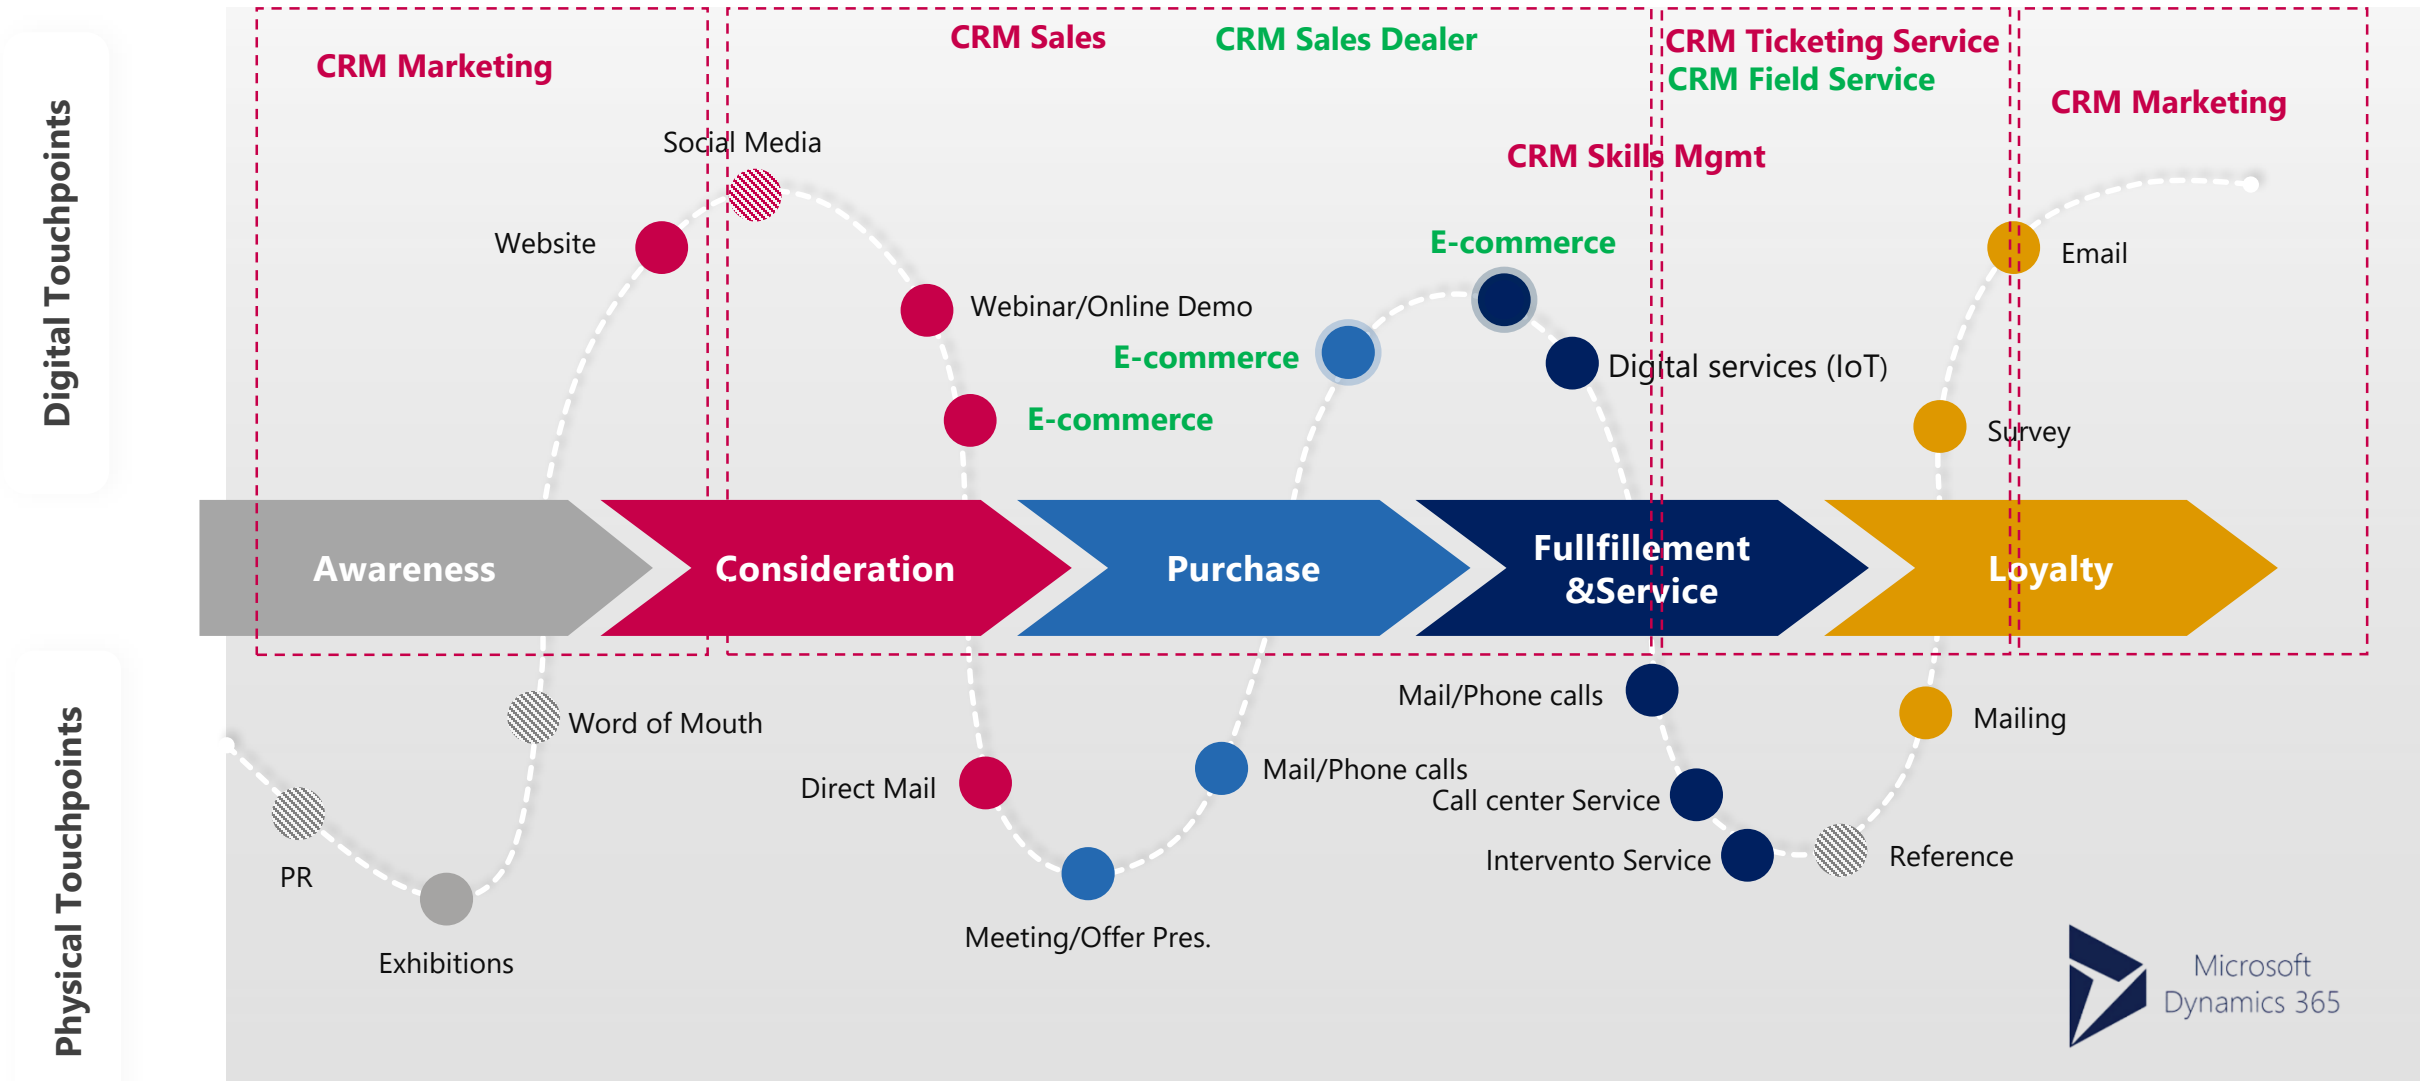 CRM Marketing
CRM Sales
CRM Sales Dealer
CRM Ticketing Service
CRM Field Service
CRM Marketing
CRM Skills Mgmt
Digital Touchpoints
Social Media
Website
Webinar/Online Demo
E-commerce
E-commerce
E-commerce
Digital services (IoT)
Email
Survey
Awareness
Consideration
Purchase
Fullfillement
&Service
Loyalty
Physical Touchpoints
Word of Mouth
PR
Exhibitions
Direct Mail
Meeting/Offer Pres.
Mail/Phone calls
Mail/Phone calls
Call center Service
Intervento Service
Reference
Mailing
Microsoft
Dynamics 365